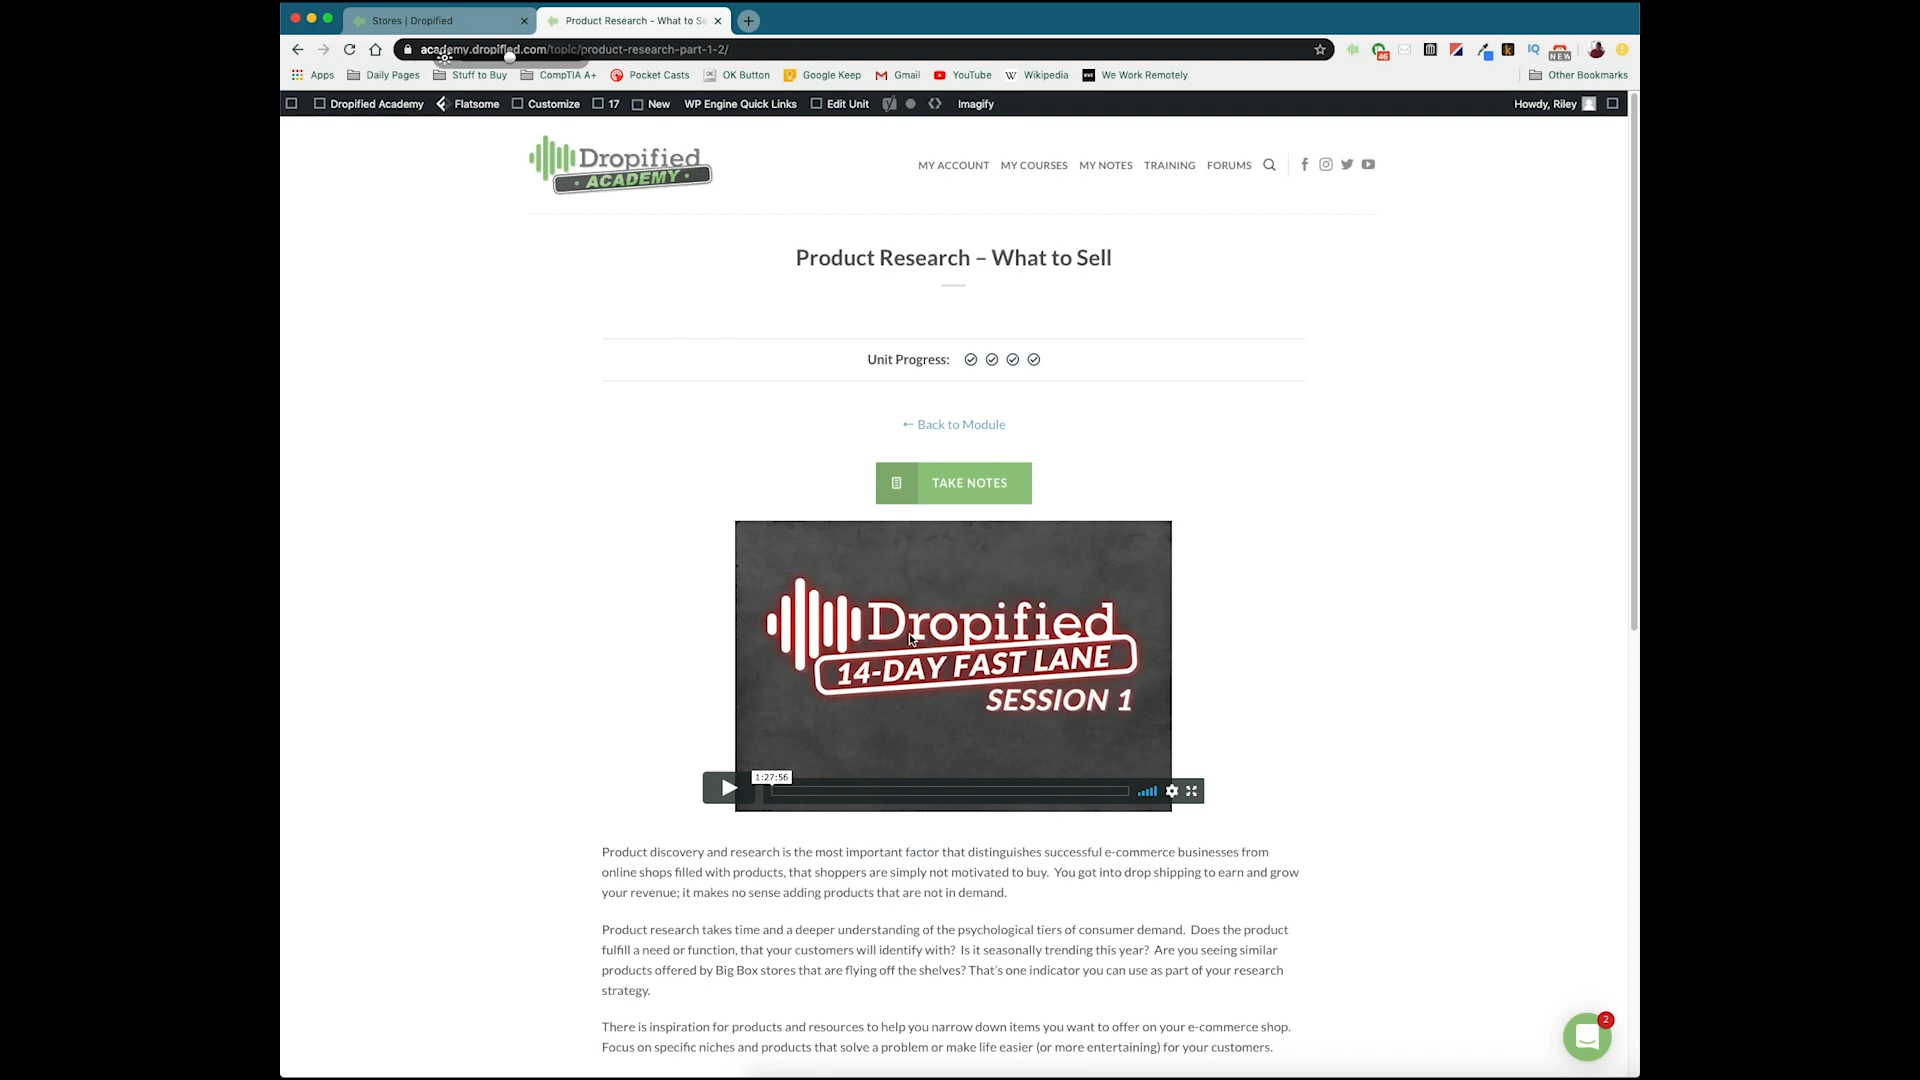 Stores | Dropified
Product Research - What to Se
academy.dropified.com/topic/product-research-part-1-2/
46
NEW
Apps Daily Pages Stuff to Buy CompTIA A+ Pocket Casts OK Button Google Keep Gmail YouTube Wikipedia We Work Remotely Other Bookmarks
Dropified Academy Flatsome Customize 17 New WP Engine Quick Links Edit Unit Imagify Howdy, Riley
Dropified
ACADEMY
MY ACCOUNT MY COURSES MY NOTES TRAINING FORUMS
Product Research – What to Sell
Unit Progress:
← Back to Module
TAKE NOTES
Dropified
14-DAY FAST LANE
SESSION 1
1:27:56
Product discovery and research is the most important factor that distinguishes successful e-commerce businesses from
online shops filled with products, that shoppers are simply not motivated to buy. You got into drop shipping to earn and grow
your revenue; it makes no sense adding products that are not in demand.
Product research takes time and a deeper understanding of the psychological tiers of consumer demand. Does the product
fulfill a need or function, that your customers will identify with? Is it seasonally trending this year? Are you seeing similar
products offered by Big Box stores that are flying off the shelves? That's one indicator you can use as part of your research
strategy.
There is inspiration for products and resources to help you narrow down items you want to offer on your e-commerce shop.
Focus on specific niches and products that solve a problem or make life easier (or more entertaining) for your customers.
2